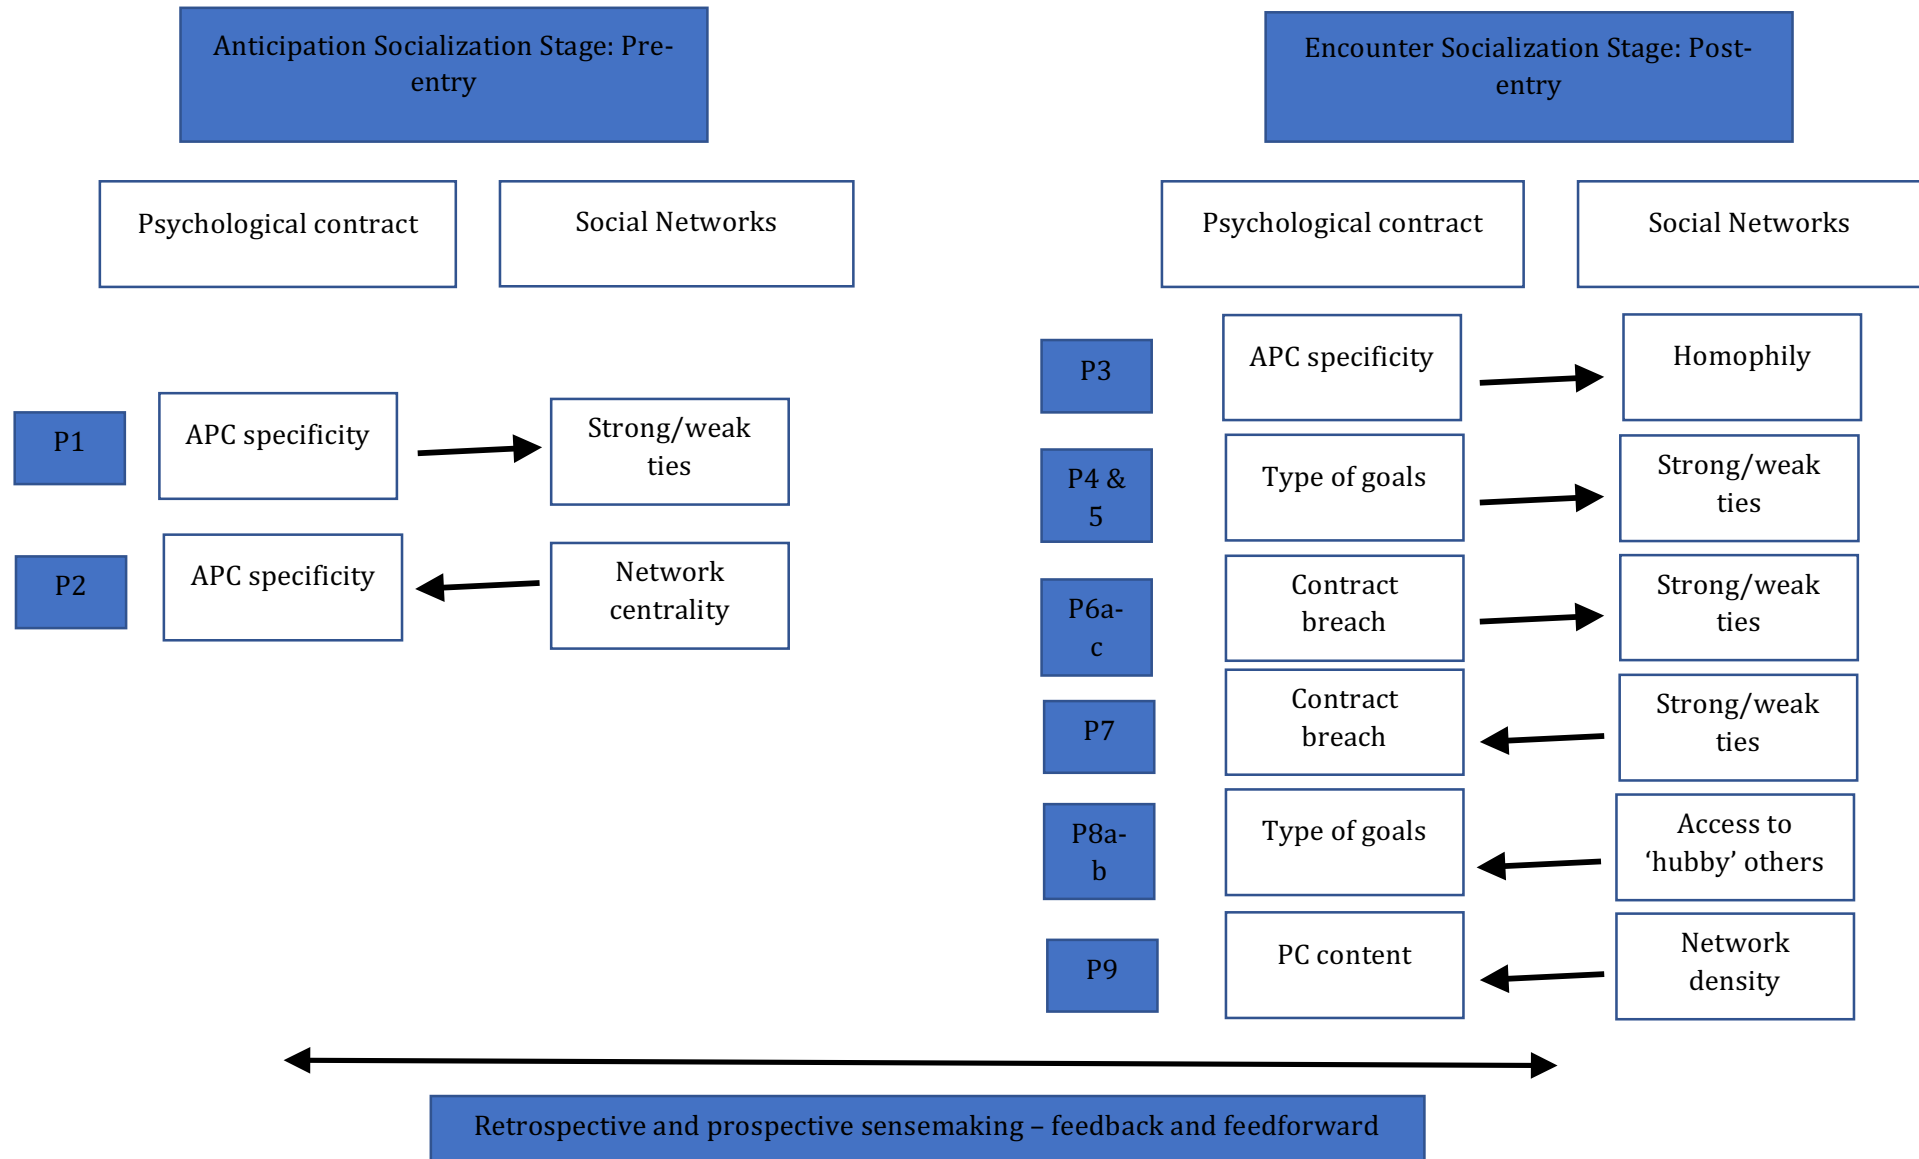 Anticipation Socialization Stage: Pre-
entry
Encounter Socialization Stage: Post-
entry
Psychological contract
Social Networks
Psychological contract
Social Networks
P1
APC specificity
Strong/weak
ties
P2
APC specificity
Network
centrality
P3
APC specificity
Homophily
P4 &
5
Type of goals
Strong/weak
ties
P6a-
c
Contract
breach
Strong/weak
ties
P7
Contract
breach
Strong/weak
ties
P8a-
b
Type of goals
Access to
‘hubby’ others
P9
PC content
Network
density
Retrospective and prospective sensemaking – feedback and feedforward